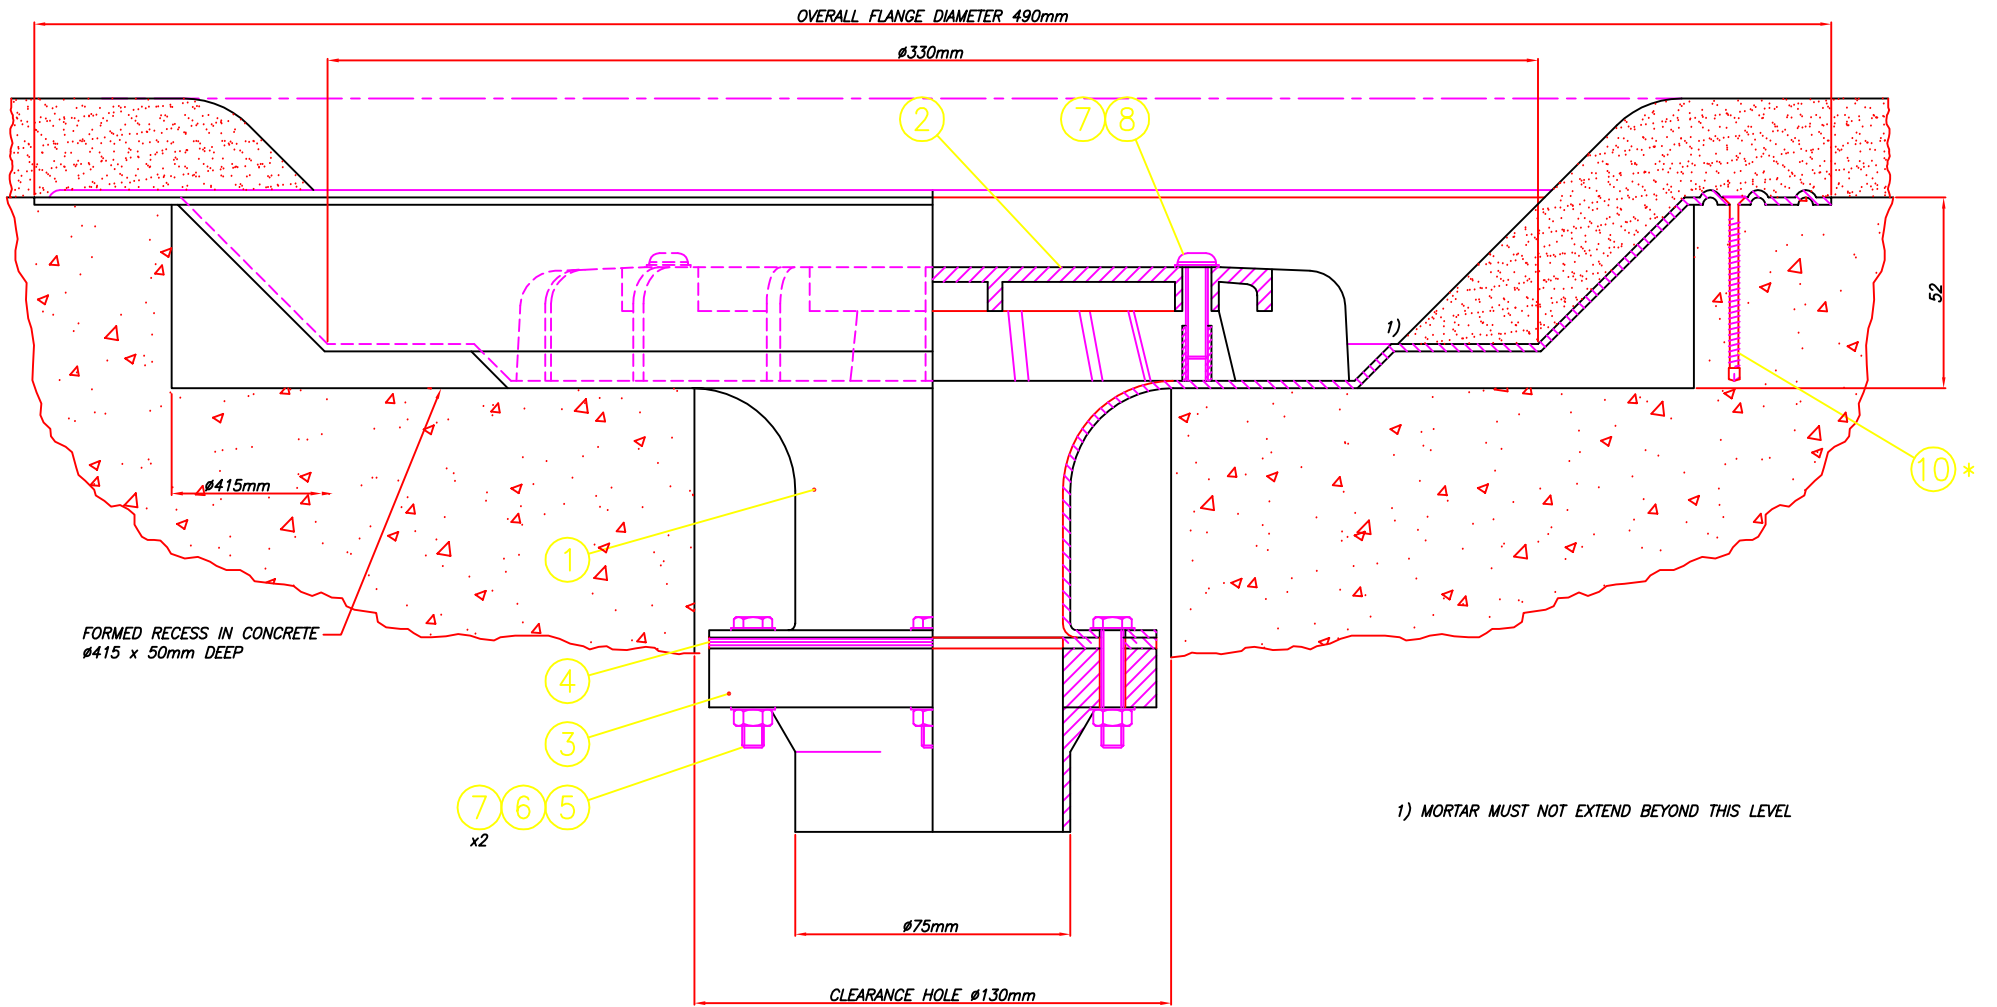 OVERALL FLANGE DIAMETER 490mm
ø330mm
2
7 8
52
1)
ø415mm
10 *
1
FORMED RECESS IN CONCRETE
ø415 x 50mm DEEP
4
3
7 6 5
x2
1) MORTAR MUST NOT EXTEND BEYOND THIS LEVEL
ø75mm
CLEARANCE HOLE ø130mm